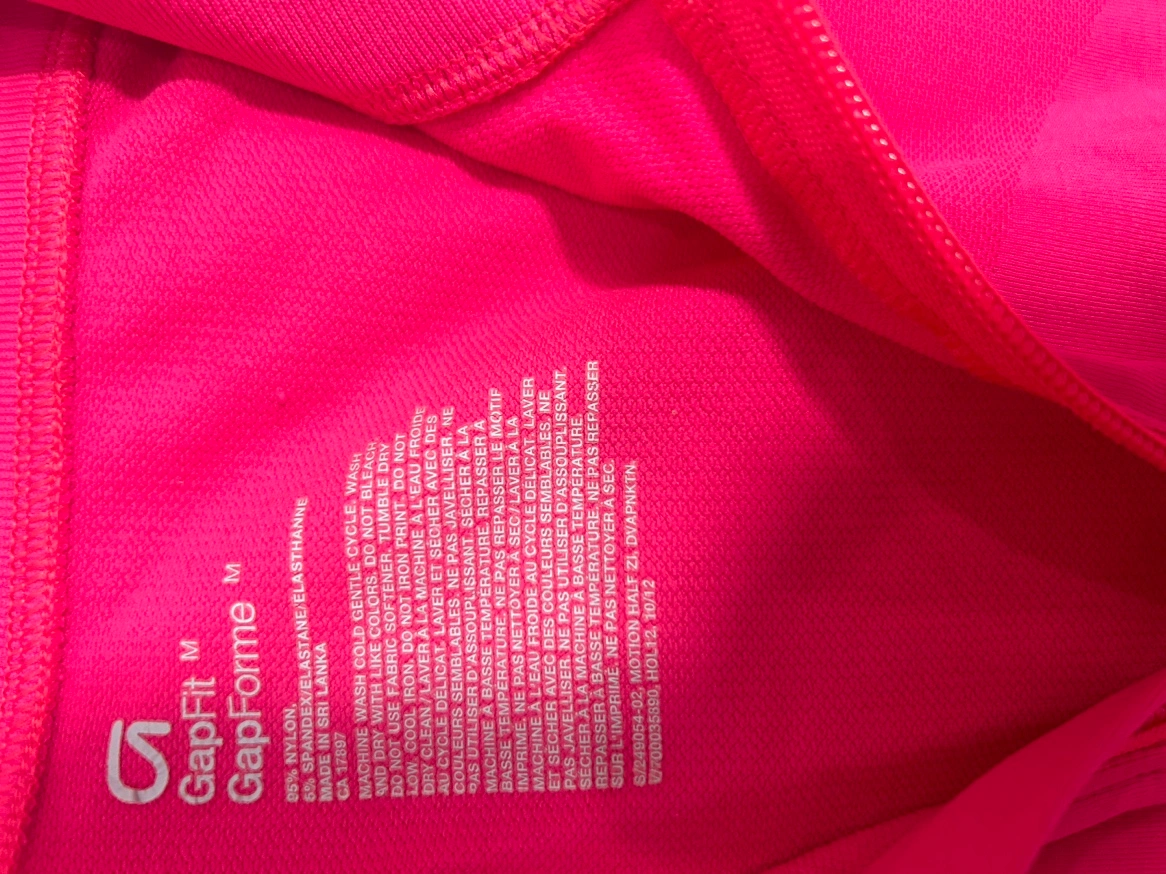 GapFit M
GapForme M
95% NYLON,
5% SPANDEX/ELASTANE/ELASTHANNE
MADE IN SRI LANKA
CA 17897
MACHINE WASH COLD GENTLE CYCLE. WASH
AND DRY WITH LIKE COLORS. DO NOT BLEACH.
DO NOT USE FABRIC SOFTENER. TUMBLE DRY
LOW. COOL IRON. DO NOT IRON PRINT. DO NOT
DRY CLEAN / LAVER À LA MACHINE À L'EAU FROIDE
AU CYCLE DÉLICAT. LAVER ET SÉCHER AVEC DES
COULEURS SEMBLABLES. NE PAS JAVELLISER. NE
PAS UTILISER D'ASSOUPLISSANT. SÉCHER À LA
MACHINE À BASSE TEMPÉRATURE. REPASSER À
BASSE TEMPÉRATURE. NE PAS REPASSER LE MOTIF
IMPRIMÉ. NE PAS NETTOYER À SEC / LAVER À LA
MACHINE À L'EAU FROIDE AU CYCLE DÉLICAT. LAVER
ET SÉCHER AVEC DES COULEURS SEMBLABLES. NE
PAS JAVELLISER. NE PAS UTILISER D'ASSOUPLISSANT.
SÉCHER À LA MACHINE À BASSE TEMPÉRATURE.
REPASSER À BASSE TEMPÉRATURE. NE PAS REPASSER
SUR L'IMPRIMÉ. NE PAS NETTOYER À SEC.
6/249054-02, MOTION HALF ZI, DVAPNKTN,
V/00035390, HOL12, 10/12